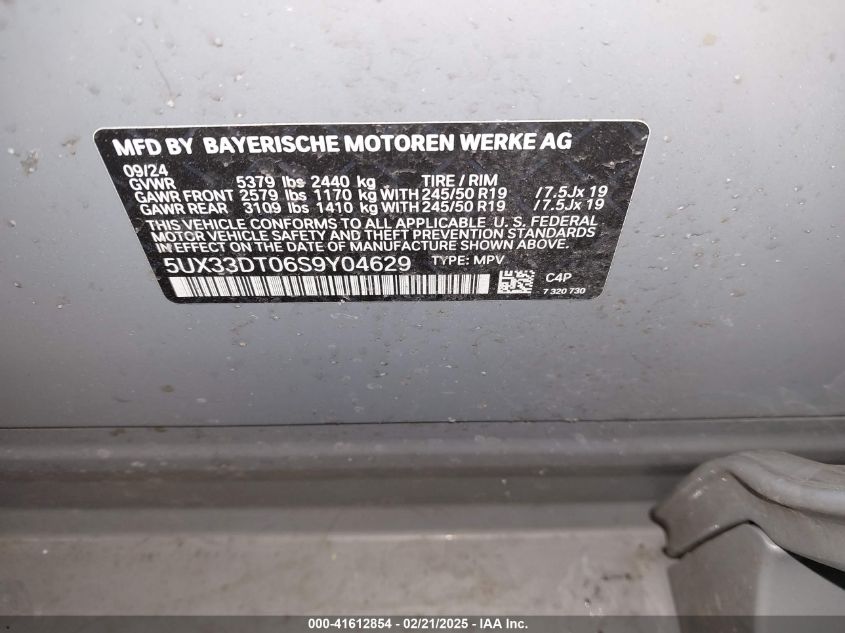 MFD BY BAYERISCHE MOTOREN WERKE AG
09/24
GVWR 5379 lbs 2440 kg TIRE / RIM
GAWR FRONT 2579 lbs 1170 kg WITH 245/50 R19 /7.5Jx 19
GAWR REAR 3109 lbs 1410 kg WITH 245/50 R19 /7.5Jx 19
THIS VEHICLE CONFORMS TO ALL APPLICABLE U. S. FEDERAL
MOTOR VEHICLE SAFETY AND THEFT PREVENTION STANDARDS
IN EFFECT ON THE DATE OF MANUFACTURE SHOWN ABOVE.
5UX33DT06S9Y04629 TYPE: MPV
C4P
7 320 730
000-41612854 - 02/21/2025 - IAA Inc.